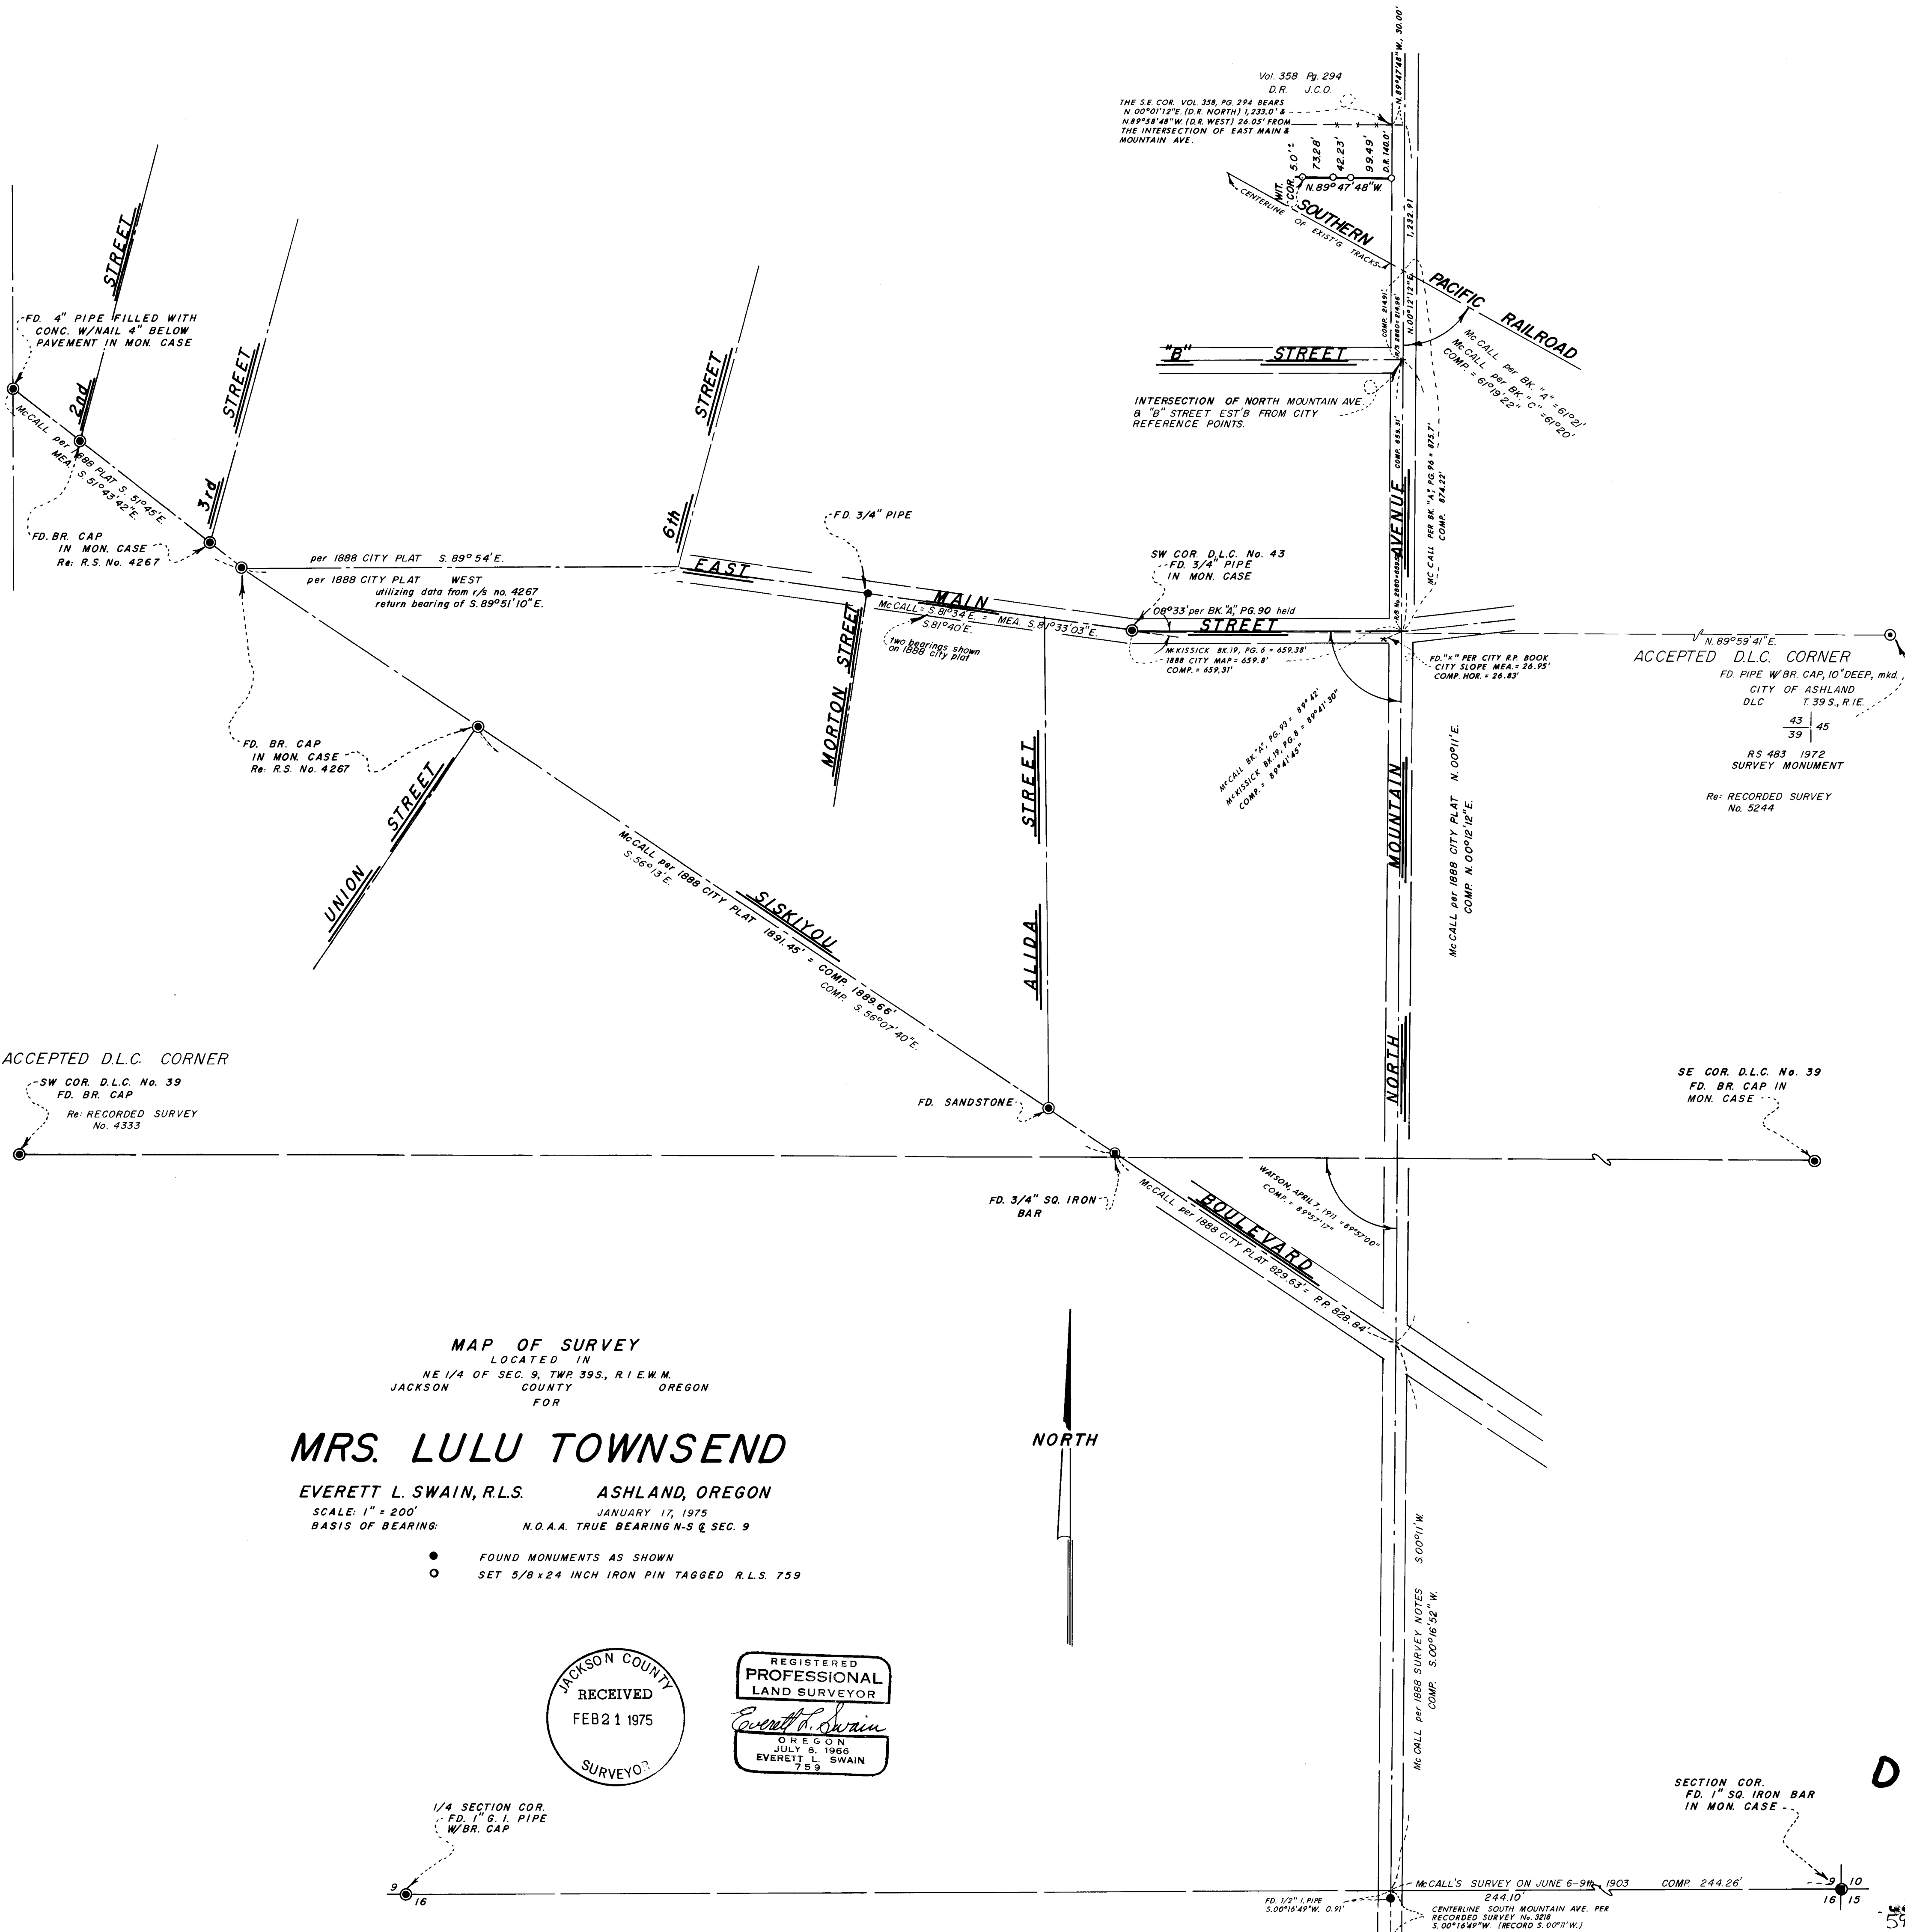 N.89°47'48"W., 30.00'
Vol. 358 Pg. 294
D.R. J.C.O.
THE S.E. COR. VOL. 358, PG. 294 BEARS
N.00°01'12"E. (D.R. NORTH) 1,233.0' &
N.89°58'48"W. (D.R. WEST) 26.05' FROM
THE INTERSECTION OF EAST MAIN &
MOUNTAIN AVE.
WIT.
COR. 5.0'±
73.28'
42.23'
99.49'
D.R. 140.0'
N.89°47'48"W.
CENTERLINE OF EXIST'G TRACKS
SOUTHERN PACIFIC RAILROAD
1,232.91
N.00°12'12"E.
COMP. 214.91'
R/S 2660=214.96'
McCALL per BK. "A" =61°21'
McCALL per BK. "C" =61°20'
COMP. = 61°19'22"
"B" STREET
INTERSECTION OF NORTH MOUNTAIN AVE.
& "B" STREET EST'B FROM CITY
REFERENCE POINTS.
COMP. 659.31'
MC CALL PER BK. "A", PG. 96 = 875.7'
COMP. 874.22'
AVENUE
STREET
2nd
STREET
3rd
STREET
6th
FD. 4" PIPE FILLED WITH
CONC. W/NAIL 4" BELOW
PAVEMENT IN MON. CASE
McCALL per 1888 PLAT S. 51°45'E.
MEA. S. 51°43'42"E.
FD. BR. CAP
IN MON. CASE
Re: R.S. No. 4267
per 1888 CITY PLAT S. 89°54'E.
per 1888 CITY PLAT WEST
utilizing data from r/s no. 4267
return bearing of S.89°51'10"E.
FD. 3/4" PIPE
EAST MAIN STREET
McCALL = S 81°34'E. = MEA. S.81°33'03"E.
S.81°40'E.
two bearings shown
on 1888 city plat
SW COR. D.L.C. No. 43
FD. 3/4" PIPE
IN MON. CASE
08°33' per BK. "A", PG. 90 held
McKISSICK BK.19, PG. 6 = 659.38'
1888 CITY MAP = 659.8'
COMP. = 659.31'
FD. "x" PER CITY R.P. BOOK
CITY SLOPE MEA. = 26.95'
COMP. HOR. = 26.83'
N. 89°59'41"E.
ACCEPTED D.L.C. CORNER
FD. PIPE W/BR. CAP, 10" DEEP, mkd.,
CITY OF ASHLAND
DLC T. 39 S., R.1E.
43 45
39
RS 483 1972
SURVEY MONUMENT
Re: RECORDED SURVEY
No. 5244
McCALL BK. "A", PG. 93 = 89°42'
McKISSICK BK.19, PG. 8 = 89°41'30"
COMP. = 89°41'45"
MORTON STREET
FD. BR. CAP
IN MON. CASE
Re: R.S. No. 4267
UNION STREET
ALIDA STREET
NORTH MOUNTAIN
McCALL per 1888 CITY PLAT N. 00°11'E.
COMP. N. 00°12'12"E.
McCALL per 1888 CITY PLAT 1891.45' = COMP. 1889.66'
S.56°13'E.
COMP. S. 56°07'40"E.
SISKIYOU
ACCEPTED D.L.C. CORNER
SW COR. D.L.C. No. 39
FD. BR. CAP
Re: RECORDED SURVEY
No. 4333
FD. SANDSTONE
SE COR. D.L.C. No. 39
FD. BR. CAP IN
MON. CASE
FD. 3/4" SQ. IRON
BAR
WATSON, APRIL 7, 1911 = 89°57'00"
COMP. = 89°57'17"
BOULEVARD
McCALL per 1888 CITY PLAT 829.63' = P.P. 828.84'
MAP OF SURVEY
LOCATED IN
NE 1/4 OF SEC. 9, TWP. 39S., R.1 E.W.M.
JACKSON COUNTY OREGON
FOR
MRS. LULU TOWNSEND
EVERETT L. SWAIN, R.L.S. ASHLAND, OREGON
SCALE: 1" = 200' JANUARY 17, 1975
BASIS OF BEARING: N.O.A.A. TRUE BEARING N-S ℄ SEC. 9
● FOUND MONUMENTS AS SHOWN
○ SET 5/8 x 24 INCH IRON PIN TAGGED R.L.S. 759
NORTH
JACKSON COUNTY
RECEIVED
FEB 21 1975
SURVEYOR
REGISTERED
PROFESSIONAL
LAND SURVEYOR
Everett L. Swain
OREGON
JULY 8, 1966
EVERETT L. SWAIN
759
McCALL per 1888 SURVEY NOTES S.00°11'W.
COMP. S.00°16'52"W.
1/4 SECTION COR.
FD. 1" G. I. PIPE
W/BR. CAP
9
16
SECTION COR.
FD. 1" SQ. IRON BAR
IN MON. CASE
9 10
16 15
D
McCALL'S SURVEY ON JUNE 6-9th, 1903 COMP. 244.26'
244.10'
FD. 1/2" I. PIPE
S.00°16'49"W. 0.91'
CENTERLINE SOUTH MOUNTAIN AVE. PER
RECORDED SURVEY No. 3218
S.00°16'49"W. (RECORD S.00°11'W.)